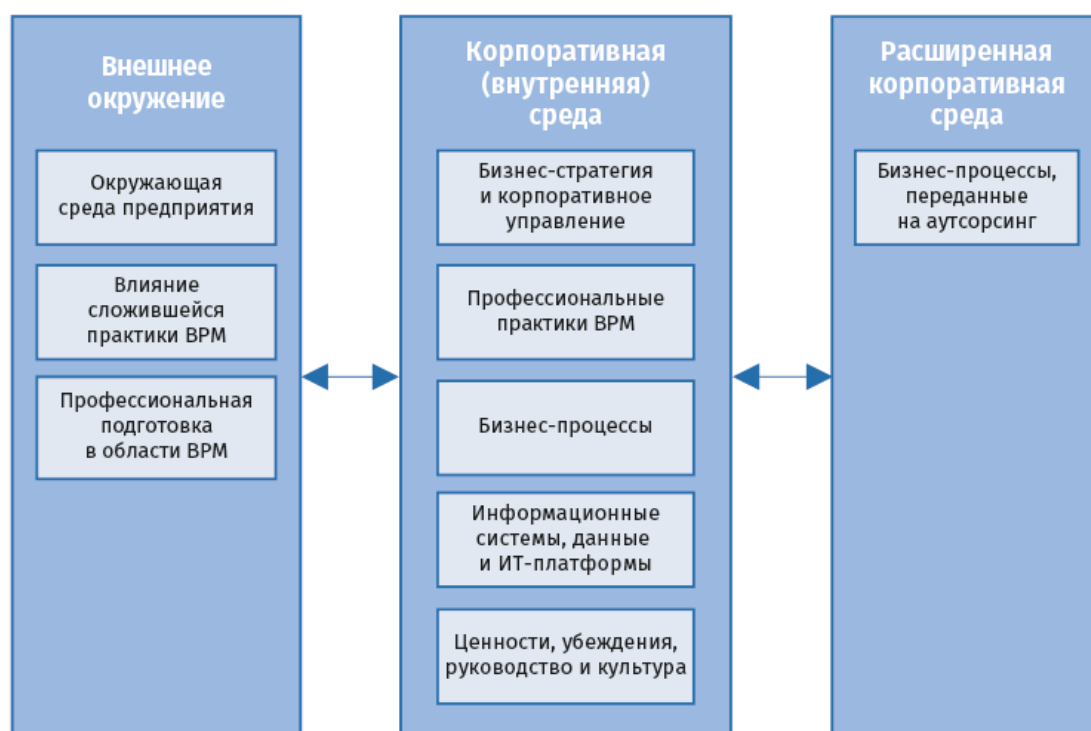 Внешнее
окружение
Окружающая
среда предприятия
Влияние
сложившейся
практики BPM
Профессиональная
подготовка
в области BPM
Корпоративная
(внутренняя)
среда
Бизнес-стратегия
и корпоративное
управление
Профессиональные
практики BPM
Бизнес-процессы
Информационные
системы, данные
и ИТ-платформы
Ценности, убеждения,
руководство и культура
Расширенная
корпоративная
среда
Бизнес-процессы,
переданные
на аутсорсинг